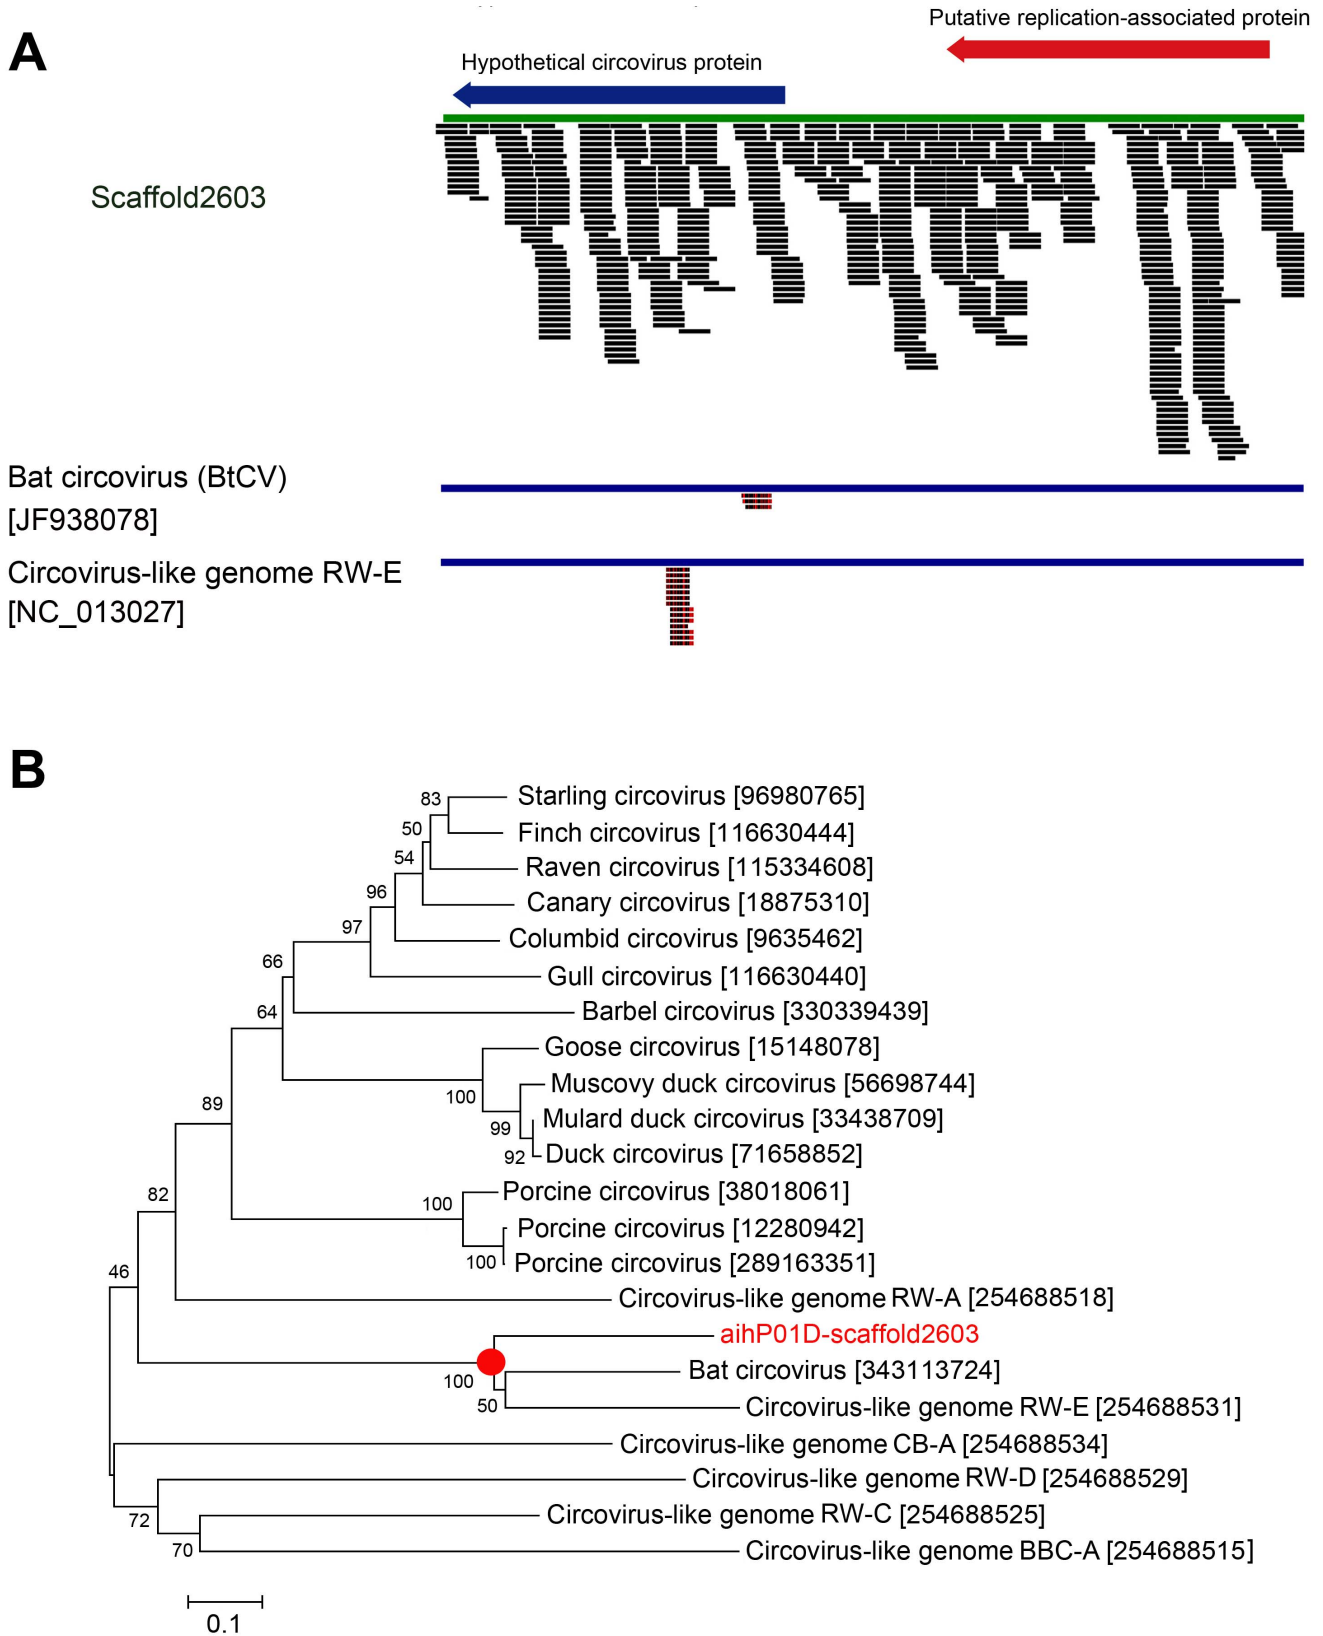 A
Putative replication-associated protein
Hypothetical circovirus protein
Scaffold2603
Bat circovirus (BtCV)
[JF938078]
Circovirus-like genome RW-E
[NC_013027]
B
83
Starling circovirus [96980765]
50
Finch circovirus [116630444]
54
Raven circovirus [115334608]
96
Canary circovirus [18875310]
97
Columbid circovirus [9635462]
66
Gull circovirus [116630440]
64
Barbel circovirus [330339439]
Goose circovirus [15148078]
100
Muscovy duck circovirus [56698744]
89
99
Mulard duck circovirus [33438709]
92
Duck circovirus [71658852]
82
100
Porcine circovirus [38018061]
Porcine circovirus [12280942]
100
Porcine circovirus [289163351]
46
Circovirus-like genome RW-A [254688518]
aihP01D-scaffold2603
100
Bat circovirus [343113724]
50
Circovirus-like genome RW-E [254688531]
Circovirus-like genome CB-A [254688534]
Circovirus-like genome RW-D [254688529]
72
Circovirus-like genome RW-C [254688525]
70
Circovirus-like genome BBC-A [254688515]
0.1